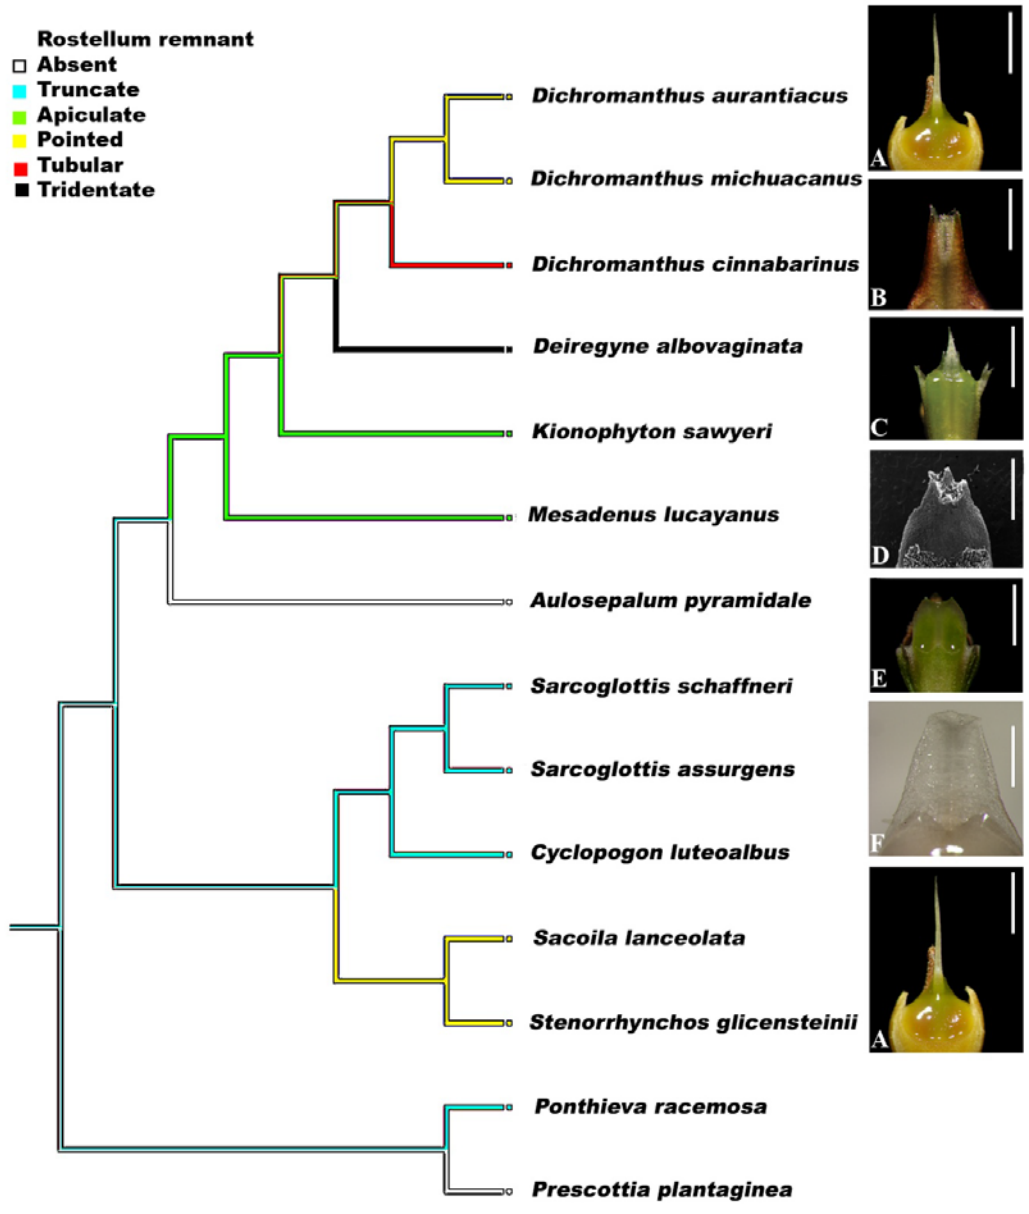 Rostellum remnant
Absent
Truncate
Apiculate
Pointed
Tubular
Tridentate
Dichromanthus aurantiacus
A
Dichromanthus michuacanus
Dichromanthus cinnabarinus
B
Deiregyne albovaginata
Kionophyton sawyeri
C
Mesadenus lucayanus
D
Aulosepalum pyramidale
Sarcoglottis schaffneri
E
Sarcoglottis assurgens
Cyclopogon luteoalbus
F
Sacoila lanceolata
Stenorrhynchos glicensteinii
A
Ponthieva racemosa
Prescottia plantaginea